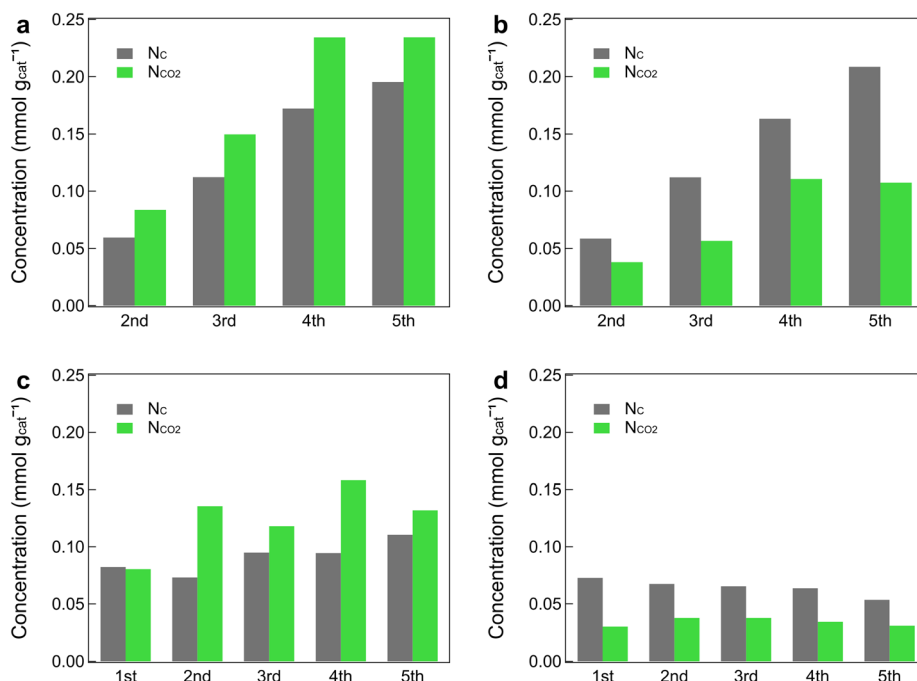 a
Concentration (mmol gcat⁻¹)
0.25
0.20
0.15
0.10
0.05
0.00
NC
NCO2
2nd 3rd 4th 5th
b
Concentration (mmol gcat⁻¹)
0.25
0.20
0.15
0.10
0.05
0.00
NC
NCO2
2nd 3rd 4th 5th
c
Concentration (mmol gcat⁻¹)
0.25
0.20
0.15
0.10
0.05
0.00
NC
NCO2
1st 2nd 3rd 4th 5th
d
Concentration (mmol gcat⁻¹)
0.25
0.20
0.15
0.10
0.05
0.00
NC
NCO2
1st 2nd 3rd 4th 5th